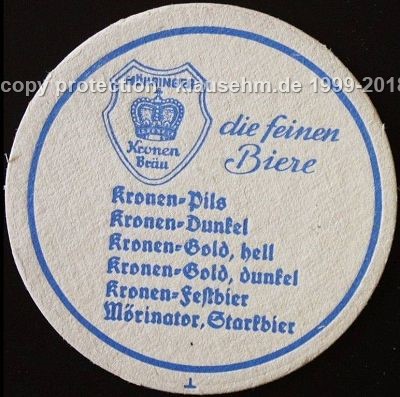 copy protection - klausehm.de 1999-2018
MÖHRINGER
Kronen
Bräu
die feinen
Biere
Kronen-Pils
Kronen-Dunkel
Kronen-Gold, hell
Kronen-Gold, dunkel
Kronen-Festbier
Mörinator, Starkbier